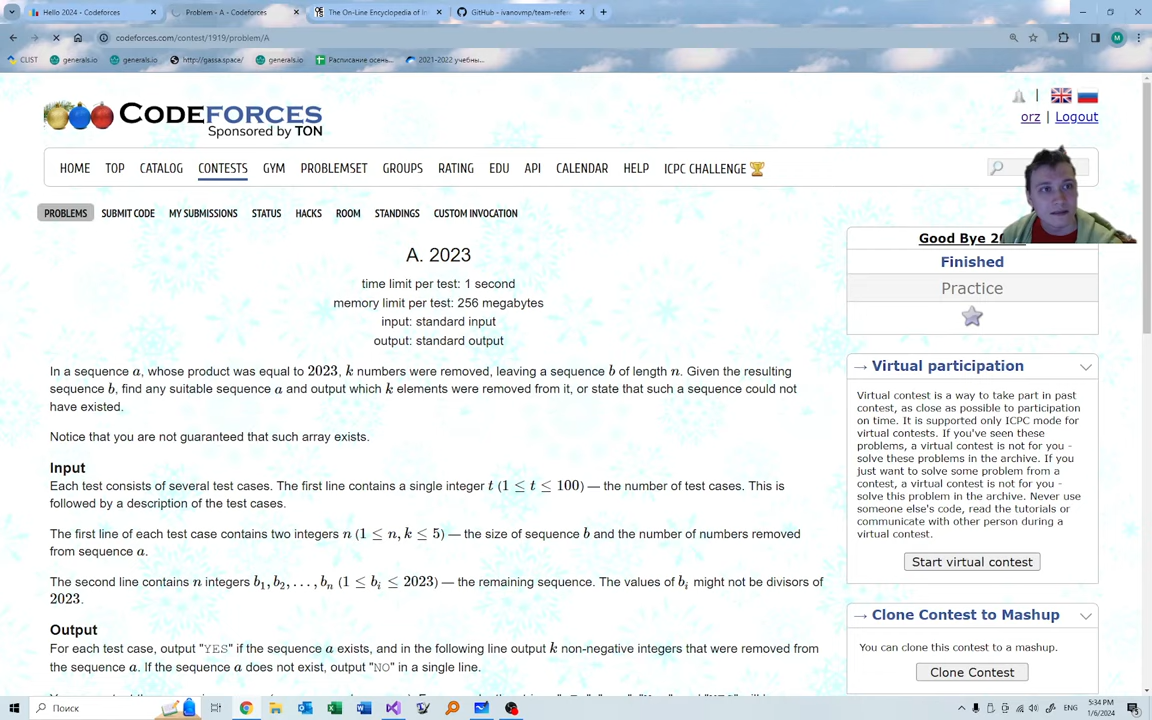 Hello 2024 - Codeforces
Problem - A - Codeforces
The On-Line Encyclopedia of In
GitHub - ivanovmp/team-refere
codeforces.com/contest/1919/problem/A
CLIST
generals.io
generals.io
http://gassa.space/
generals.io
Расписание осень...
2021-2022 учебны...
CODEFORCES
Sponsored by TON
orz | Logout
HOME TOP CATALOG CONTESTS GYM PROBLEMSET GROUPS RATING EDU API CALENDAR HELP ICPC CHALLENGE
PROBLEMS SUBMIT CODE MY SUBMISSIONS STATUS HACKS ROOM STANDINGS CUSTOM INVOCATION
A. 2023
time limit per test: 1 second
memory limit per test: 256 megabytes
input: standard input
output: standard output
In a sequence a, whose product was equal to 2023, k numbers were removed, leaving a sequence b of length n. Given the resulting
sequence b, find any suitable sequence a and output which k elements were removed from it, or state that such a sequence could not
have existed.
Notice that you are not guaranteed that such array exists.
Input
Each test consists of several test cases. The first line contains a single integer t (1 ≤ t ≤ 100) — the number of test cases. This is
followed by a description of the test cases.
The first line of each test case contains two integers n (1 ≤ n, k ≤ 5) — the size of sequence b and the number of numbers removed
from sequence a.
The second line contains n integers b₁, b₂, . . . , bₙ (1 ≤ bᵢ ≤ 2023) — the remaining sequence. The values of bᵢ might not be divisors of
2023.
Output
For each test case, output "YES" if the sequence a exists, and in the following line output k non-negative integers that were removed from
the sequence a. If the sequence a does not exist, output "NO" in a single line.
Good Bye 20
Finished
Practice
→ Virtual participation
Virtual contest is a way to take part in past
contest, as close as possible to participation
on time. It is supported only ICPC mode for
virtual contests. If you've seen these
problems, a virtual contest is not for you -
solve these problems in the archive. If you
just want to solve some problem from a
contest, a virtual contest is not for you -
solve this problem in the archive. Never use
someone else's code, read the tutorials or
communicate with other person during a
virtual contest.
Start virtual contest
→ Clone Contest to Mashup
You can clone this contest to a mashup.
Clone Contest
Поиск
ENG
5:34 PM
1/6/2024